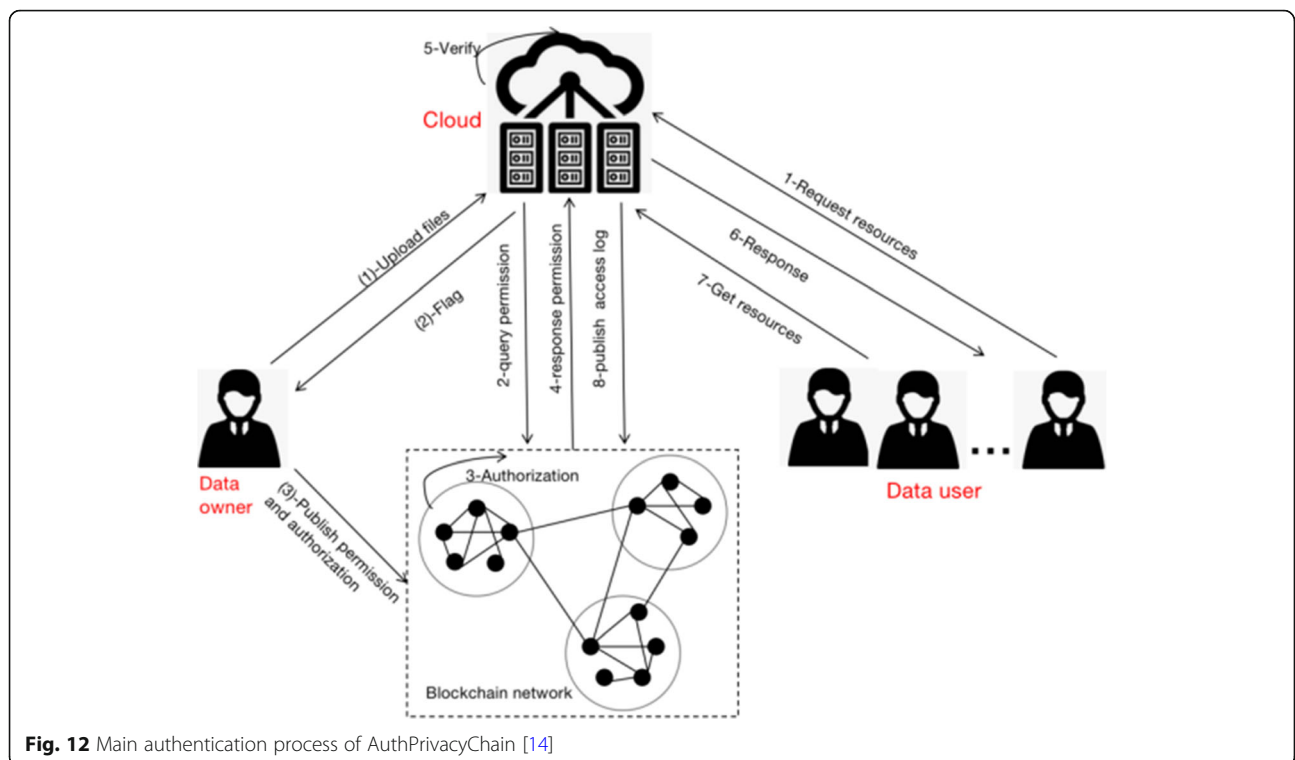 5-Verify
Cloud
1-Request resources
6-Response
7-Get resources
(1)-Upload files
(2)-Flag
2-query permission
4-response permission
8-publish access log
Data
owner
(3)-Publish permission
and authorization
3-Authorization
Blockchain network
...
Data user
Fig. 12 Main authentication process of AuthPrivacyChain [14]